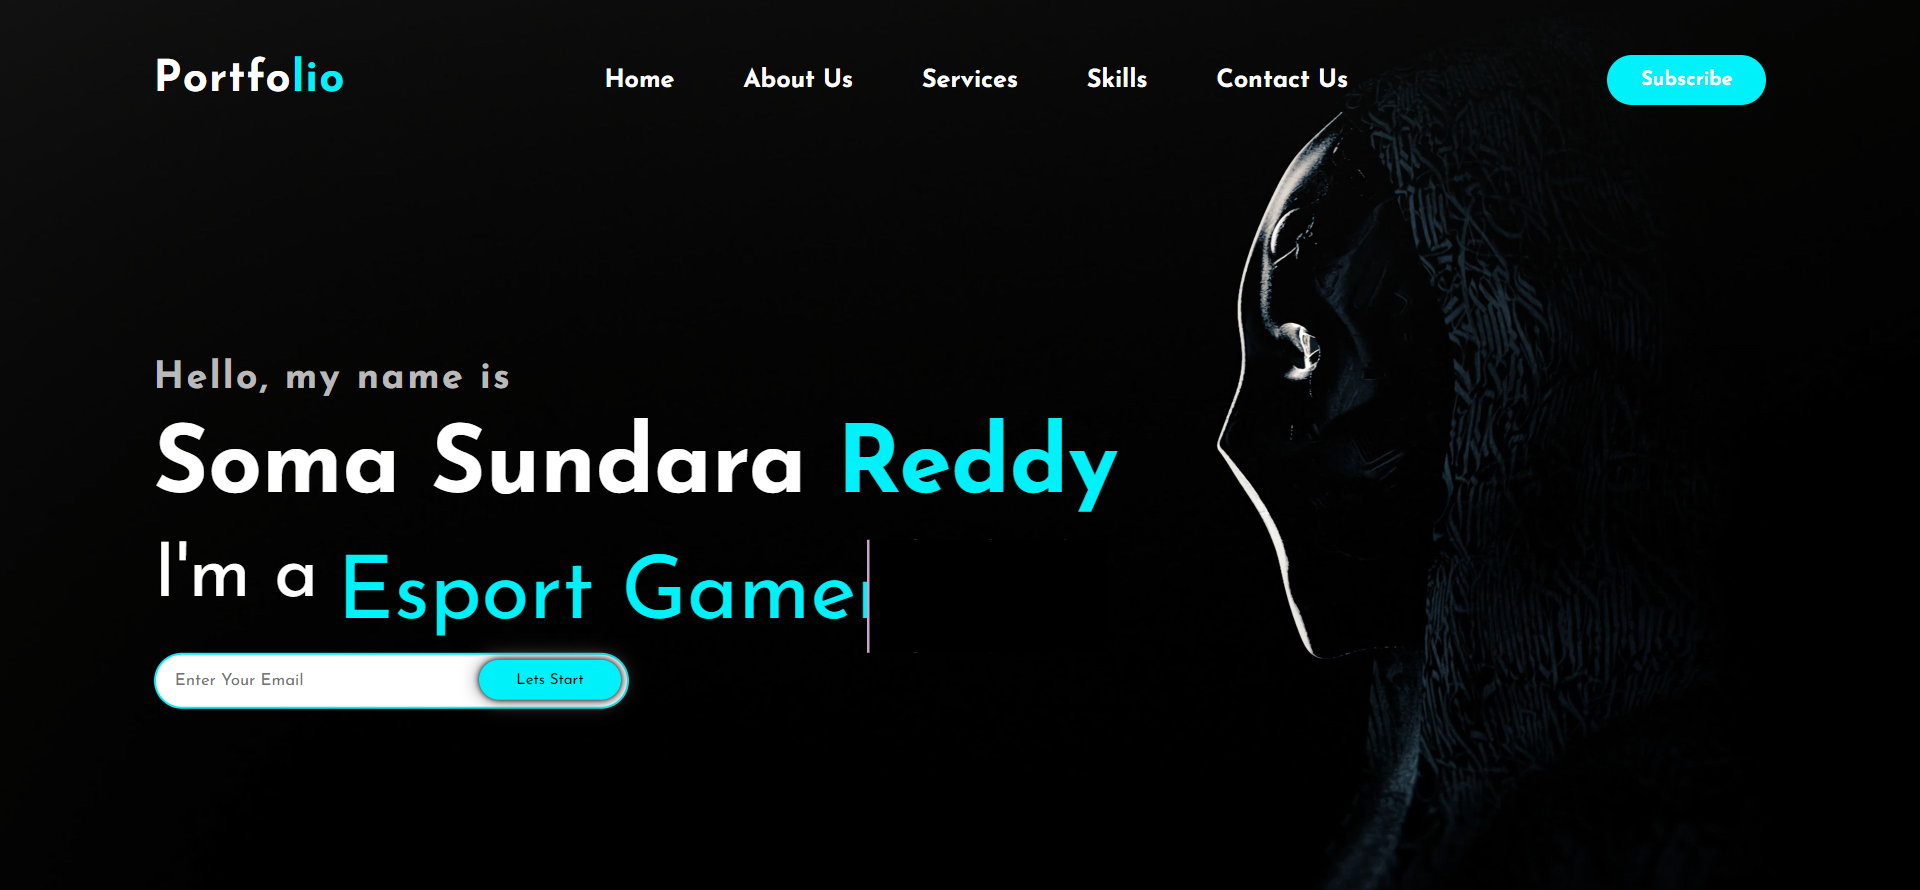 Portfolio
Home About Us Services Skills Contact Us
Subscribe
Hello, my name is
Soma Sundara Reddy
I'm a Esport Gamer
Enter Your Email Lets Start